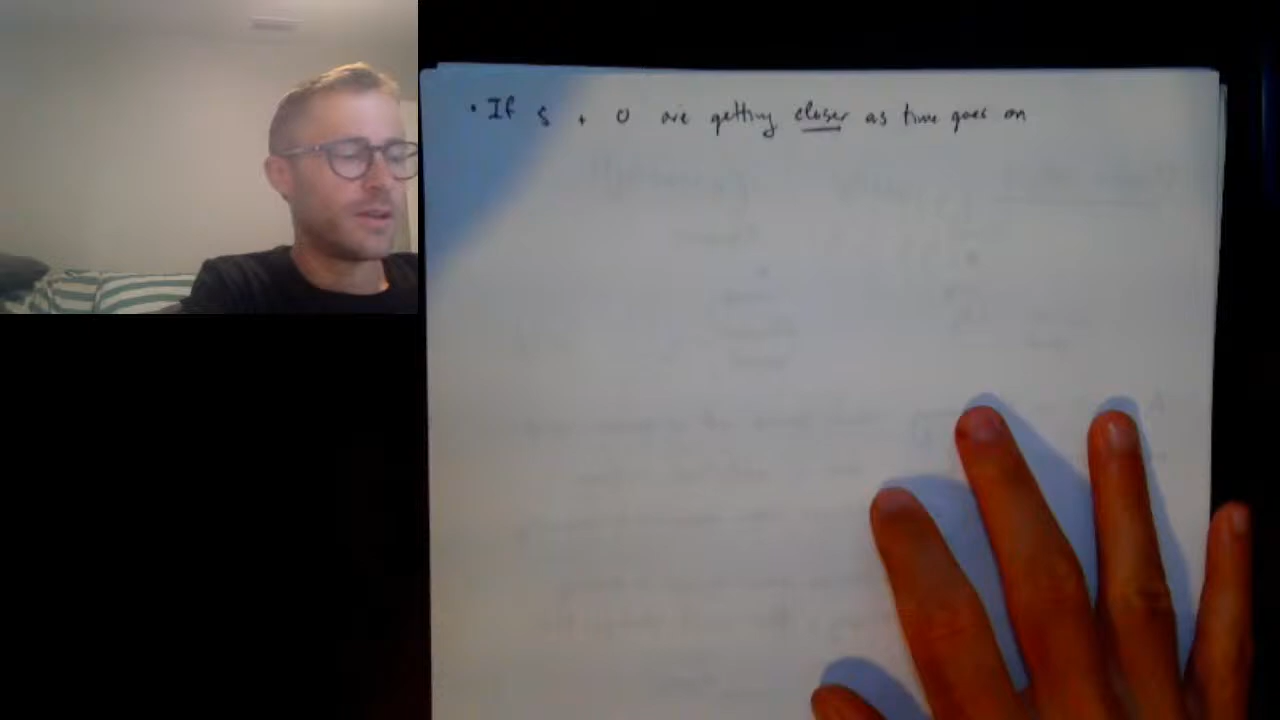 • If S + O are getting closer as time goes on